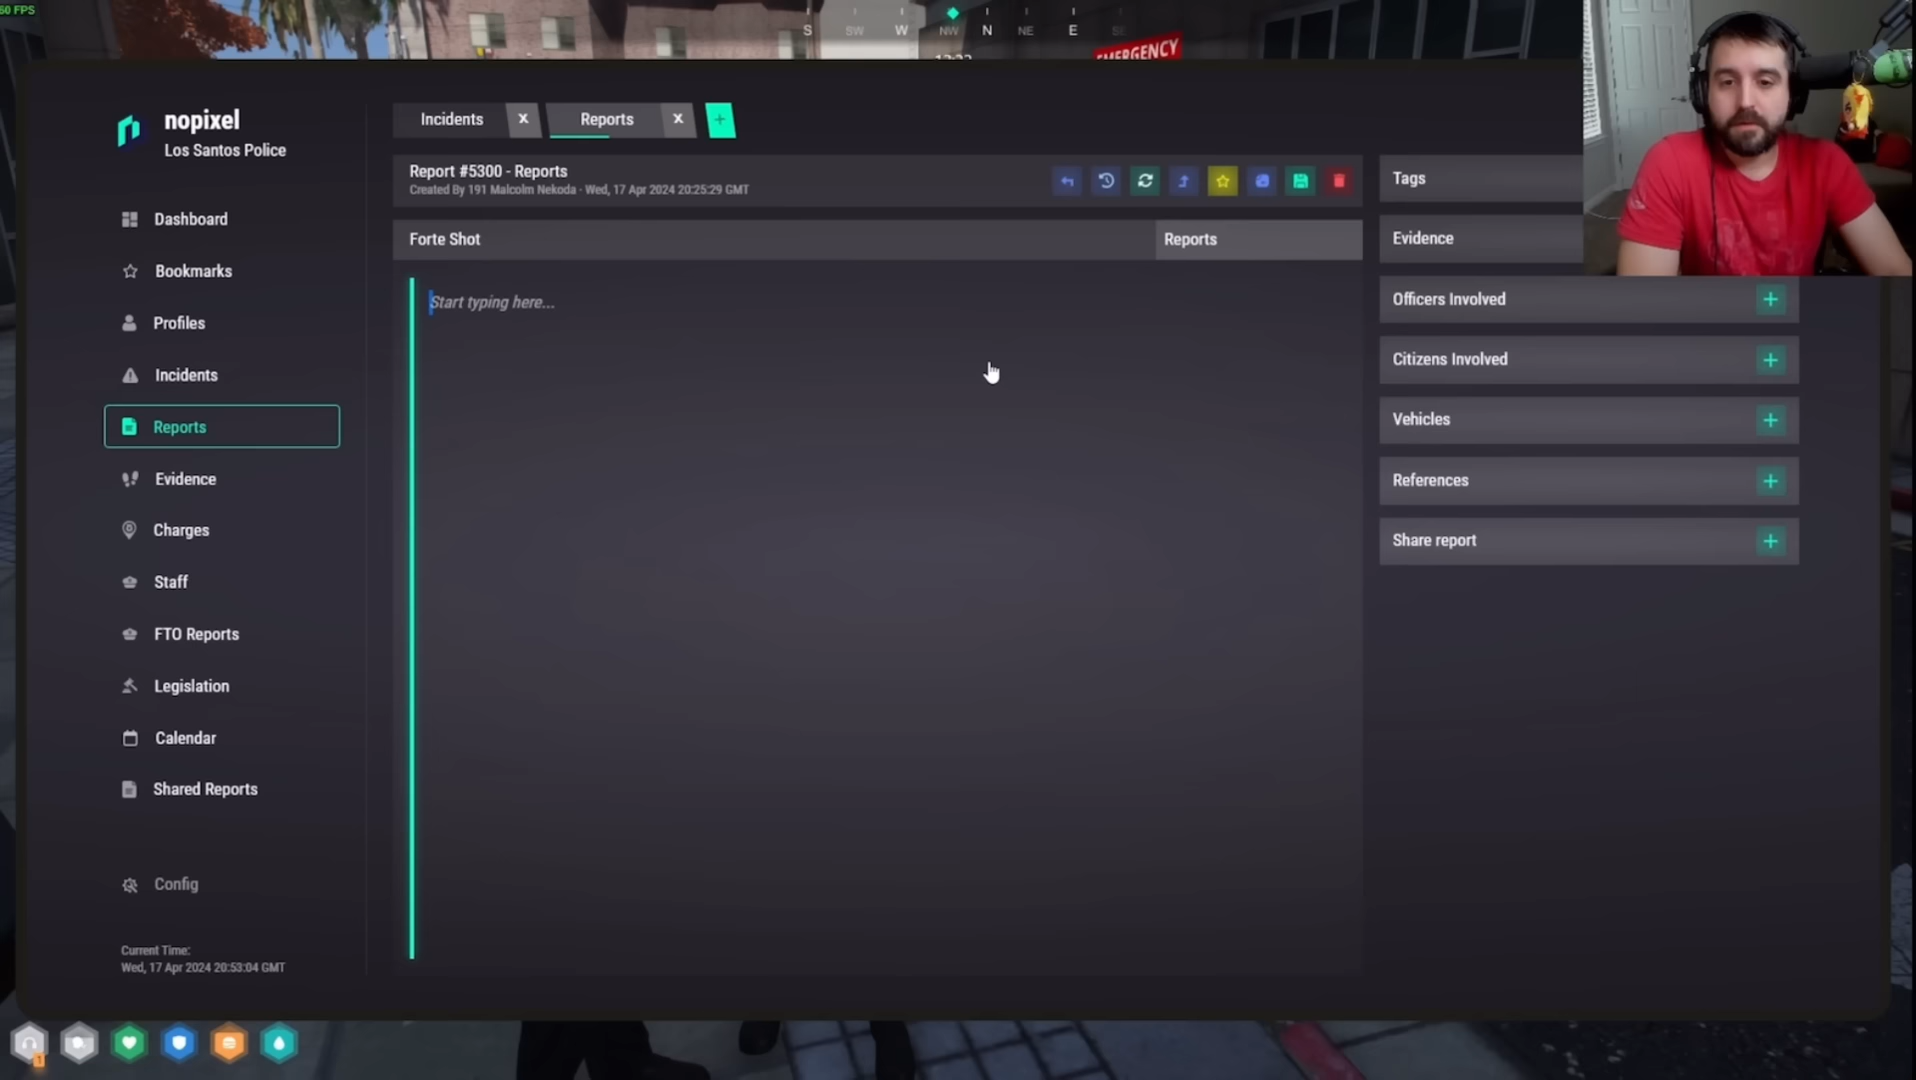 60 FPS
S SW W NW N NE E SE
EMERGENCY
nopixel
Los Santos Police
Incidents x Reports x +
Report #5300 - Reports
Created By 191 Malcolm Nekoda - Wed, 17 Apr 2024 20:25:29 GMT
Forte Shot
Reports
Start typing here...
Dashboard
Bookmarks
Profiles
Incidents
Reports
Evidence
Charges
Staff
FTO Reports
Legislation
Calendar
Shared Reports
Config
Current Time:
Wed, 17 Apr 2024 20:53:04 GMT
Tags
Evidence
Officers Involved +
Citizens Involved +
Vehicles +
References +
Share report +
1